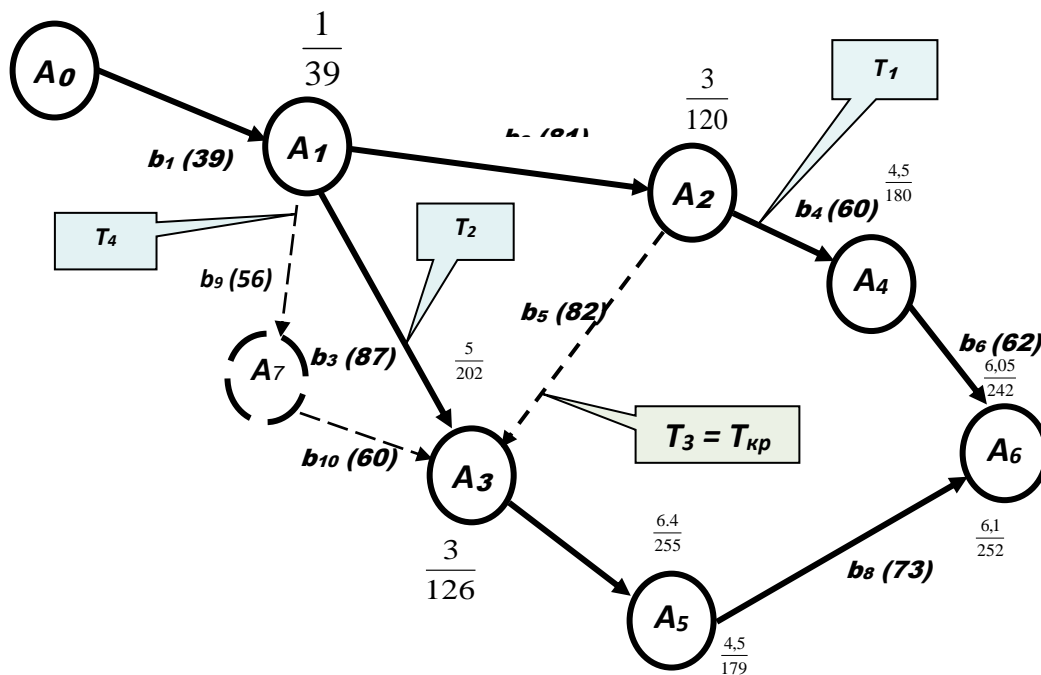 A0
1
39
A1
b1 (39)
(81)
3
120
A2
T1
4,5
180
b4 (60)
A4
T4
T2
b9 (56)
b5 (82)
b6 (62)
6,05
242
A7
b3 (87)
5
202
T3 = Tкр
b10 (60)
A3
A6
3
126
6.4
255
6,1
252
b8 (73)
A5
4,5
179